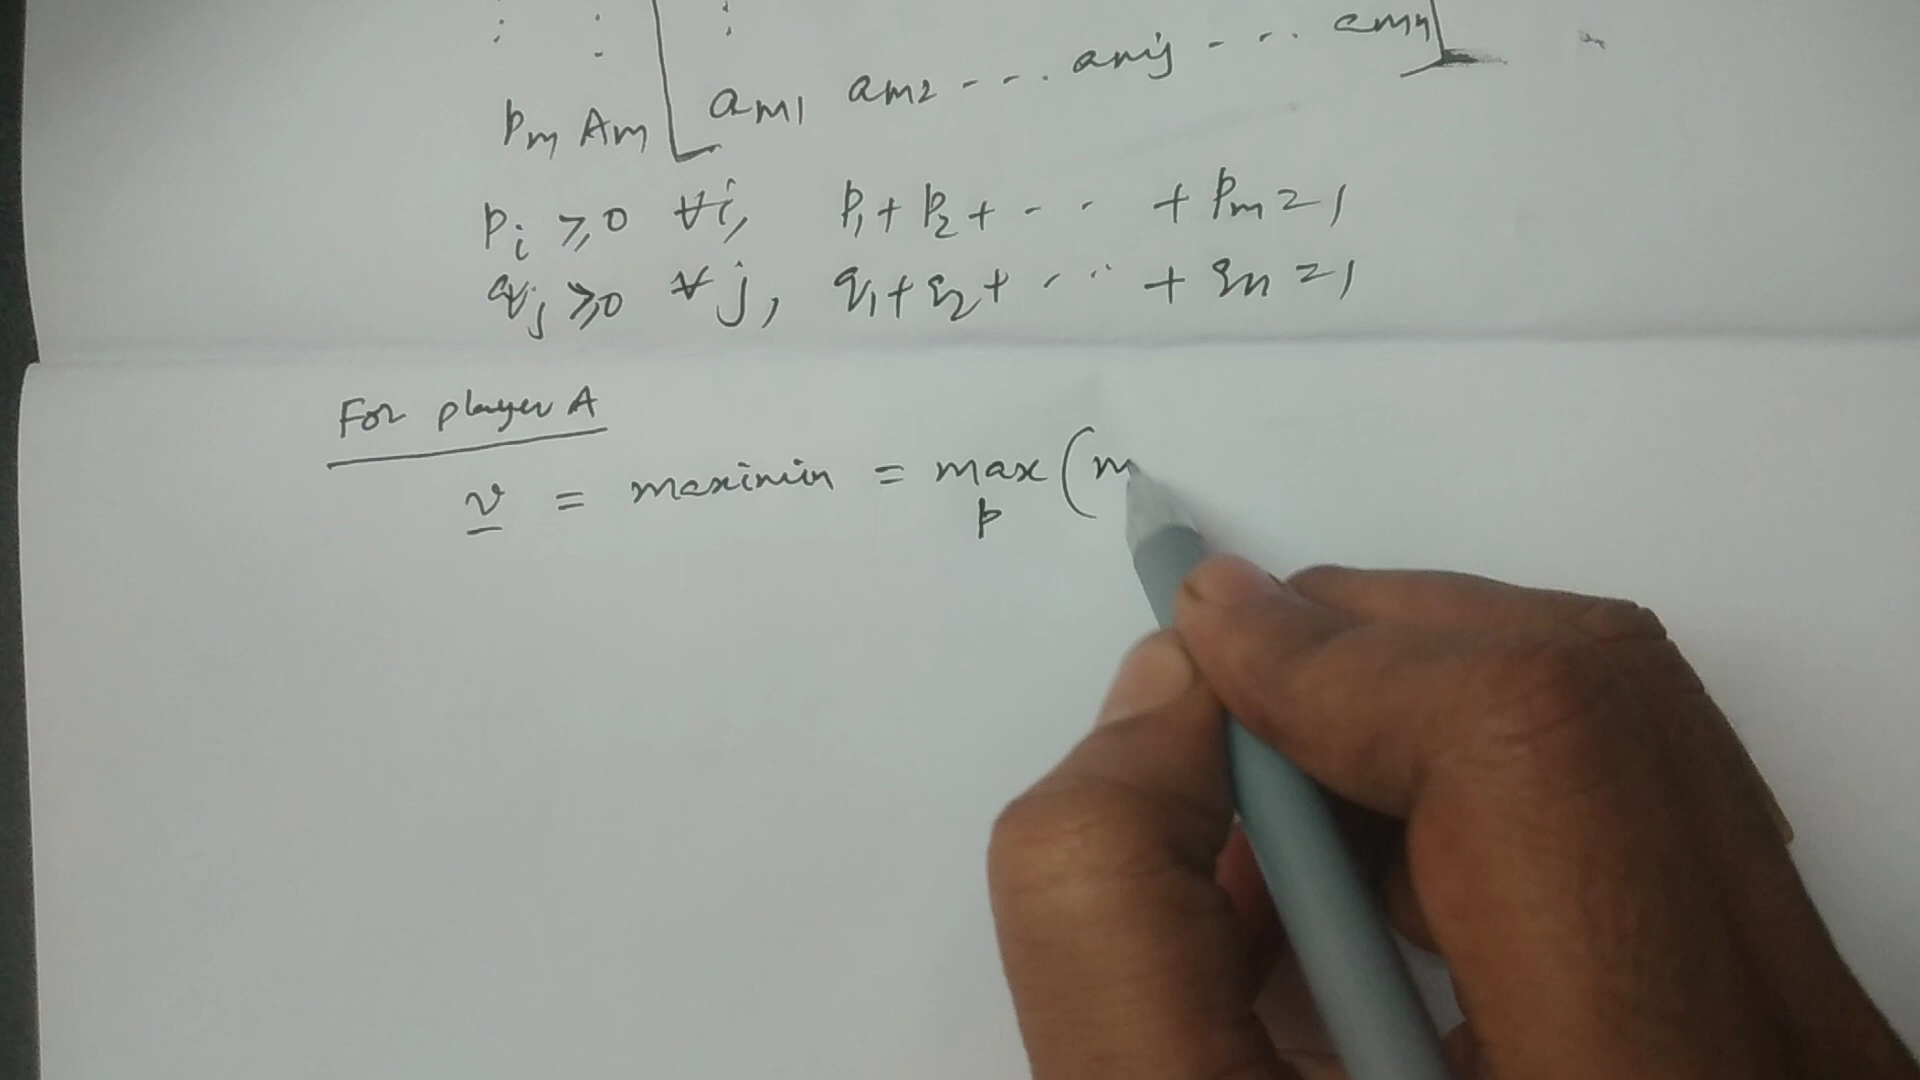 : : :
pm Am [ am1 am2 - - - . amj - - . . amn ]
pi ≥ 0 ∀i, p1 + p2 + - - - + pm = 1
qj ≥ 0 ∀j, q1 + q2 + - - - + qn = 1
For player A
v = maximin = max ( m
p